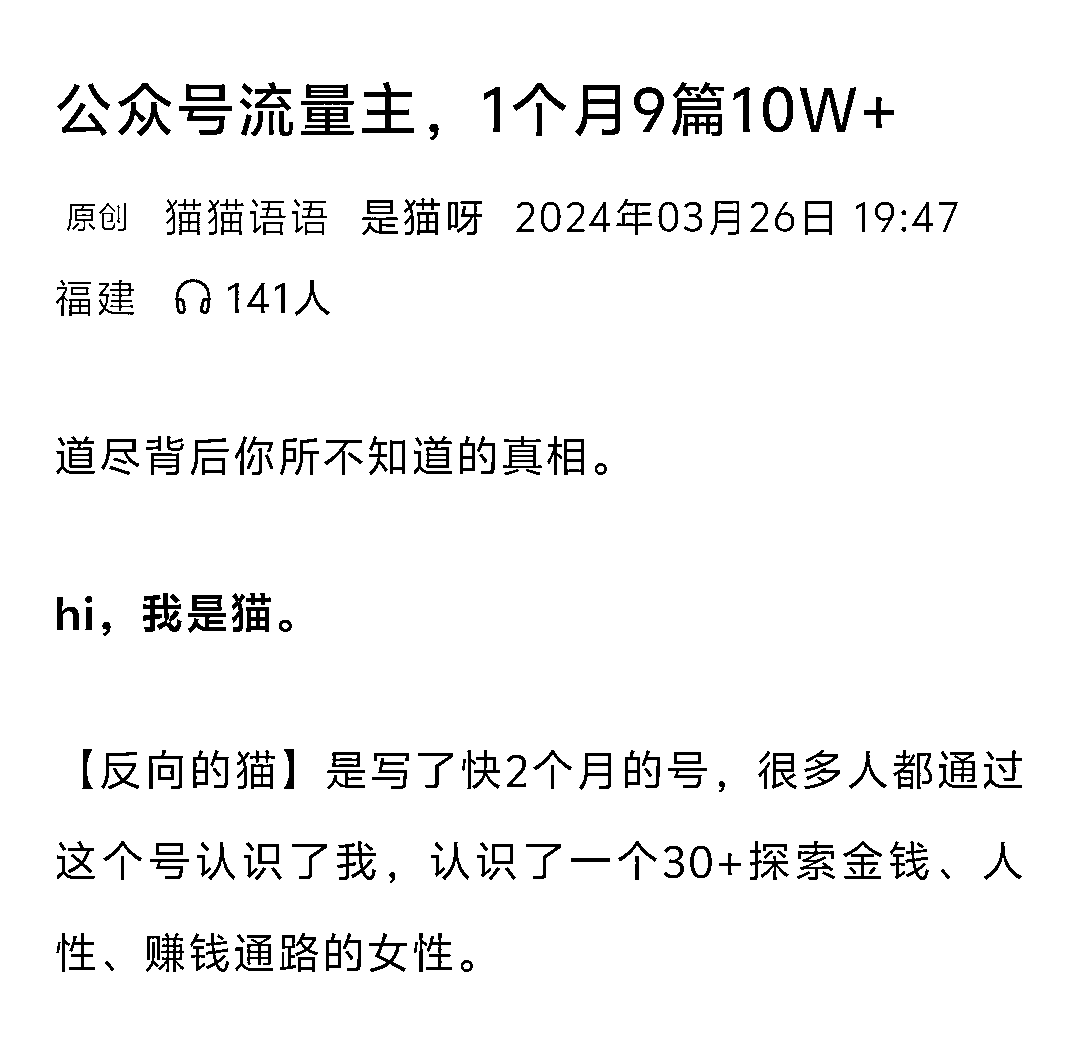 公众号流量主，1个月9篇10W+
原创 猫猫语语 是猫呀 2024年03月26日 19:47
福建 141人
道尽背后你所不知道的真相。
hi，我是猫。
【反向的猫】是写了快2个月的号，很多人都通过
这个号认识了我，认识了一个30+探索金钱、人
性、赚钱通路的女性。